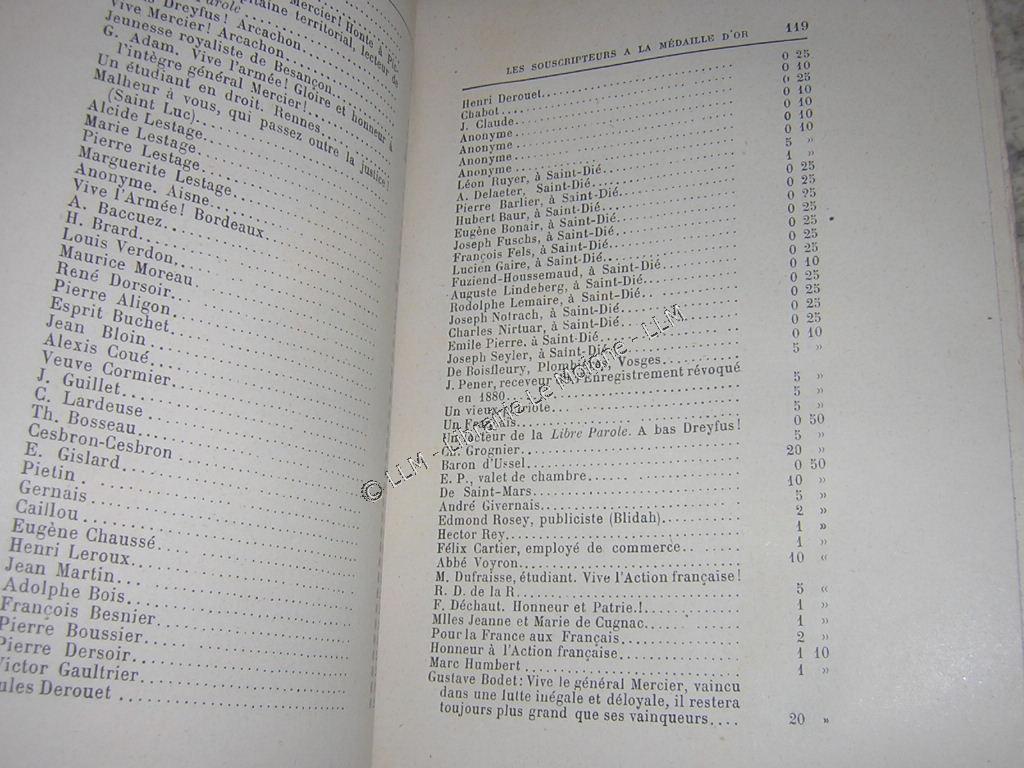 Mercier! Honte à Pic
capitaine territorial, lecteur de
Parole
Dreyfus! Arcachon
Vive Mercier! Arcachon
Jeunesse royaliste de Besançon
G. Adam. Vive l'armée! Gloire et honneur à
l'intègre général Mercier!
Un étudiant en droit. Rennes
Malheur à vous, qui passez outre la justice!
(Saint Luc)
Alcide Lestage
Marie Lestage
Pierre Lestage
Marguerite Lestage
Anonyme. Aisne
Vive l'Armée! Bordeaux
A. Baccuez
H. Brard
Louis Verdon
Maurice Moreau
René Dorsoir
Pierre Aligon
Esprit Buchet
Jean Bloin
Alexis Coué
Veuve Cormier
J. Guillet
C. Lardeuse
Th. Bosseau
Cesbron-Cesbron
E. Gislard
Pietin
Gernais
Caillou
Eugène Chaussé
Henri Leroux
Jean Martin
Adolphe Bois
François Besnier
Pierre Boussier
Pierre Dersoir
Victor Gaultrier
ules Derouet
LES SOUSCRIPTEURS A LA MÉDAILLE D'OR 119
Henri Derouet 0 25
Chabot 0 10
J. Claude 0 25
Anonyme 0 10
Anonyme 0 10
Anonyme 0 10
Léon Ruyer, à Saint-Dié 5 »
A. Delaeter, Saint-Dié 1 »
Pierre Barlier, à Saint-Dié 0 25
Hubert Baur, à Saint-Dié 0 25
Eugène Bonair, à Saint-Dié 0 25
Joseph Fuschs, à Saint-Dié 0 25
François Fels, à Saint-Dié 0 25
Lucien Gaire, à Saint-Dié 0 25
Fuziend-Houssemaud, à Saint-Dié 0 25
Auguste Lindeberg, à Saint-Dié 0 10
Rodolphe Lemaire, à Saint-Dié 0 25
Joseph Notrach, à Saint-Dié 0 25
Charles Nirtuar, à Saint-Dié 0 25
Emile Pierre, à Saint-Dié 0 25
Joseph Seyler, à Saint-Dié 0 10
De Boisfleury, Plombières, Vosges 5 »
J. Pener, receveur Enregistrement révoqué
en 1880 5 »
Un vieux 5 »
Un Français 5 »
Un lecteur de la Libre Parole. A bas Dreyfus! 0 50
Grognier 5 »
Baron d'Ussel 20 »
E. P., valet de chambre 0 50
De Saint-Mars 10 »
André Givernais 5 »
Edmond Rosey, publiciste (Blidah) 2 »
Hector Rey 1 »
Félix Cartier, employé de commerce 1 »
Abbé Voyron 10 «
M. Dufraisse, étudiant. Vive l'Action française!
R. D. de la R 5 «
F. Déchaut. Honneur et Patrie.! 1 »
Mlles Jeanne et Marie de Cugnac 1 »
Pour la France aux Français 2 »
Honneur à l'Action française 1 10
Marc Humbert 1 »
Gustave Bodet: Vive le général Mercier, vaincu
dans une lutte inégale et déloyale, il restera
toujours plus grand que ses vainqueurs 20 »
© LLM - Librairie Le Moigne - LLM